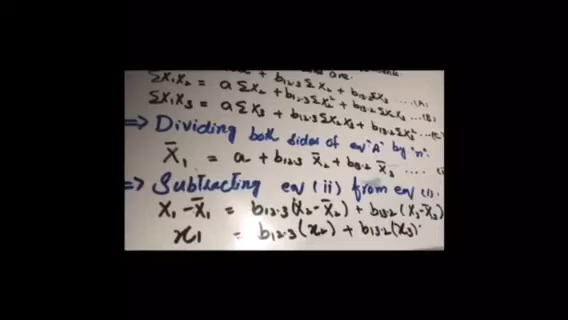 are.
ΣX₁X₂ = aΣX₂ + b₁₂.₃ΣX₂² + b₁₃.₂ΣX₂X₃ ....(B)
ΣX₁X₃ = aΣX₃ + b₁₂.₃ΣX₂X₃ + b₁₃.₂ΣX₃² ...(C)
⇒ Dividing both sides of eq "A" by "n".
X̄₁ = a + b₁₂.₃ X̄₂ + b₁₃.₂ X̄₃ ....
⇒ Subtracting eq (ii) from eq (i).
X₁-X̄₁ = b₁₂.₃(X₂-X̄₂) + b₁₃.₂(X₃-X̄₃)
x₁ = b₁₂.₃(x₂) + b₁₃.₂(x₃).